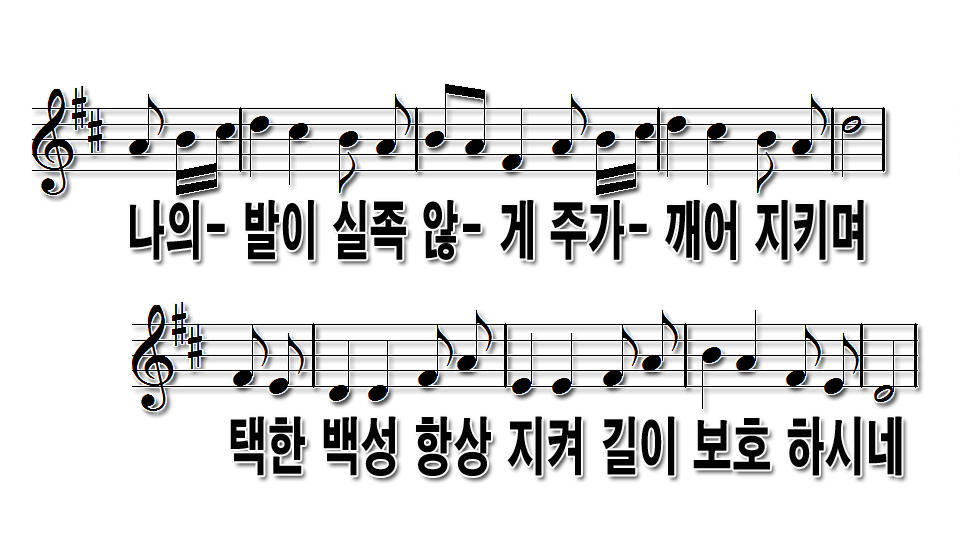 나의- 발이 실족 않- 게 주가- 깨어 지키며
택한 백성 항상 지켜 길이 보호 하시네